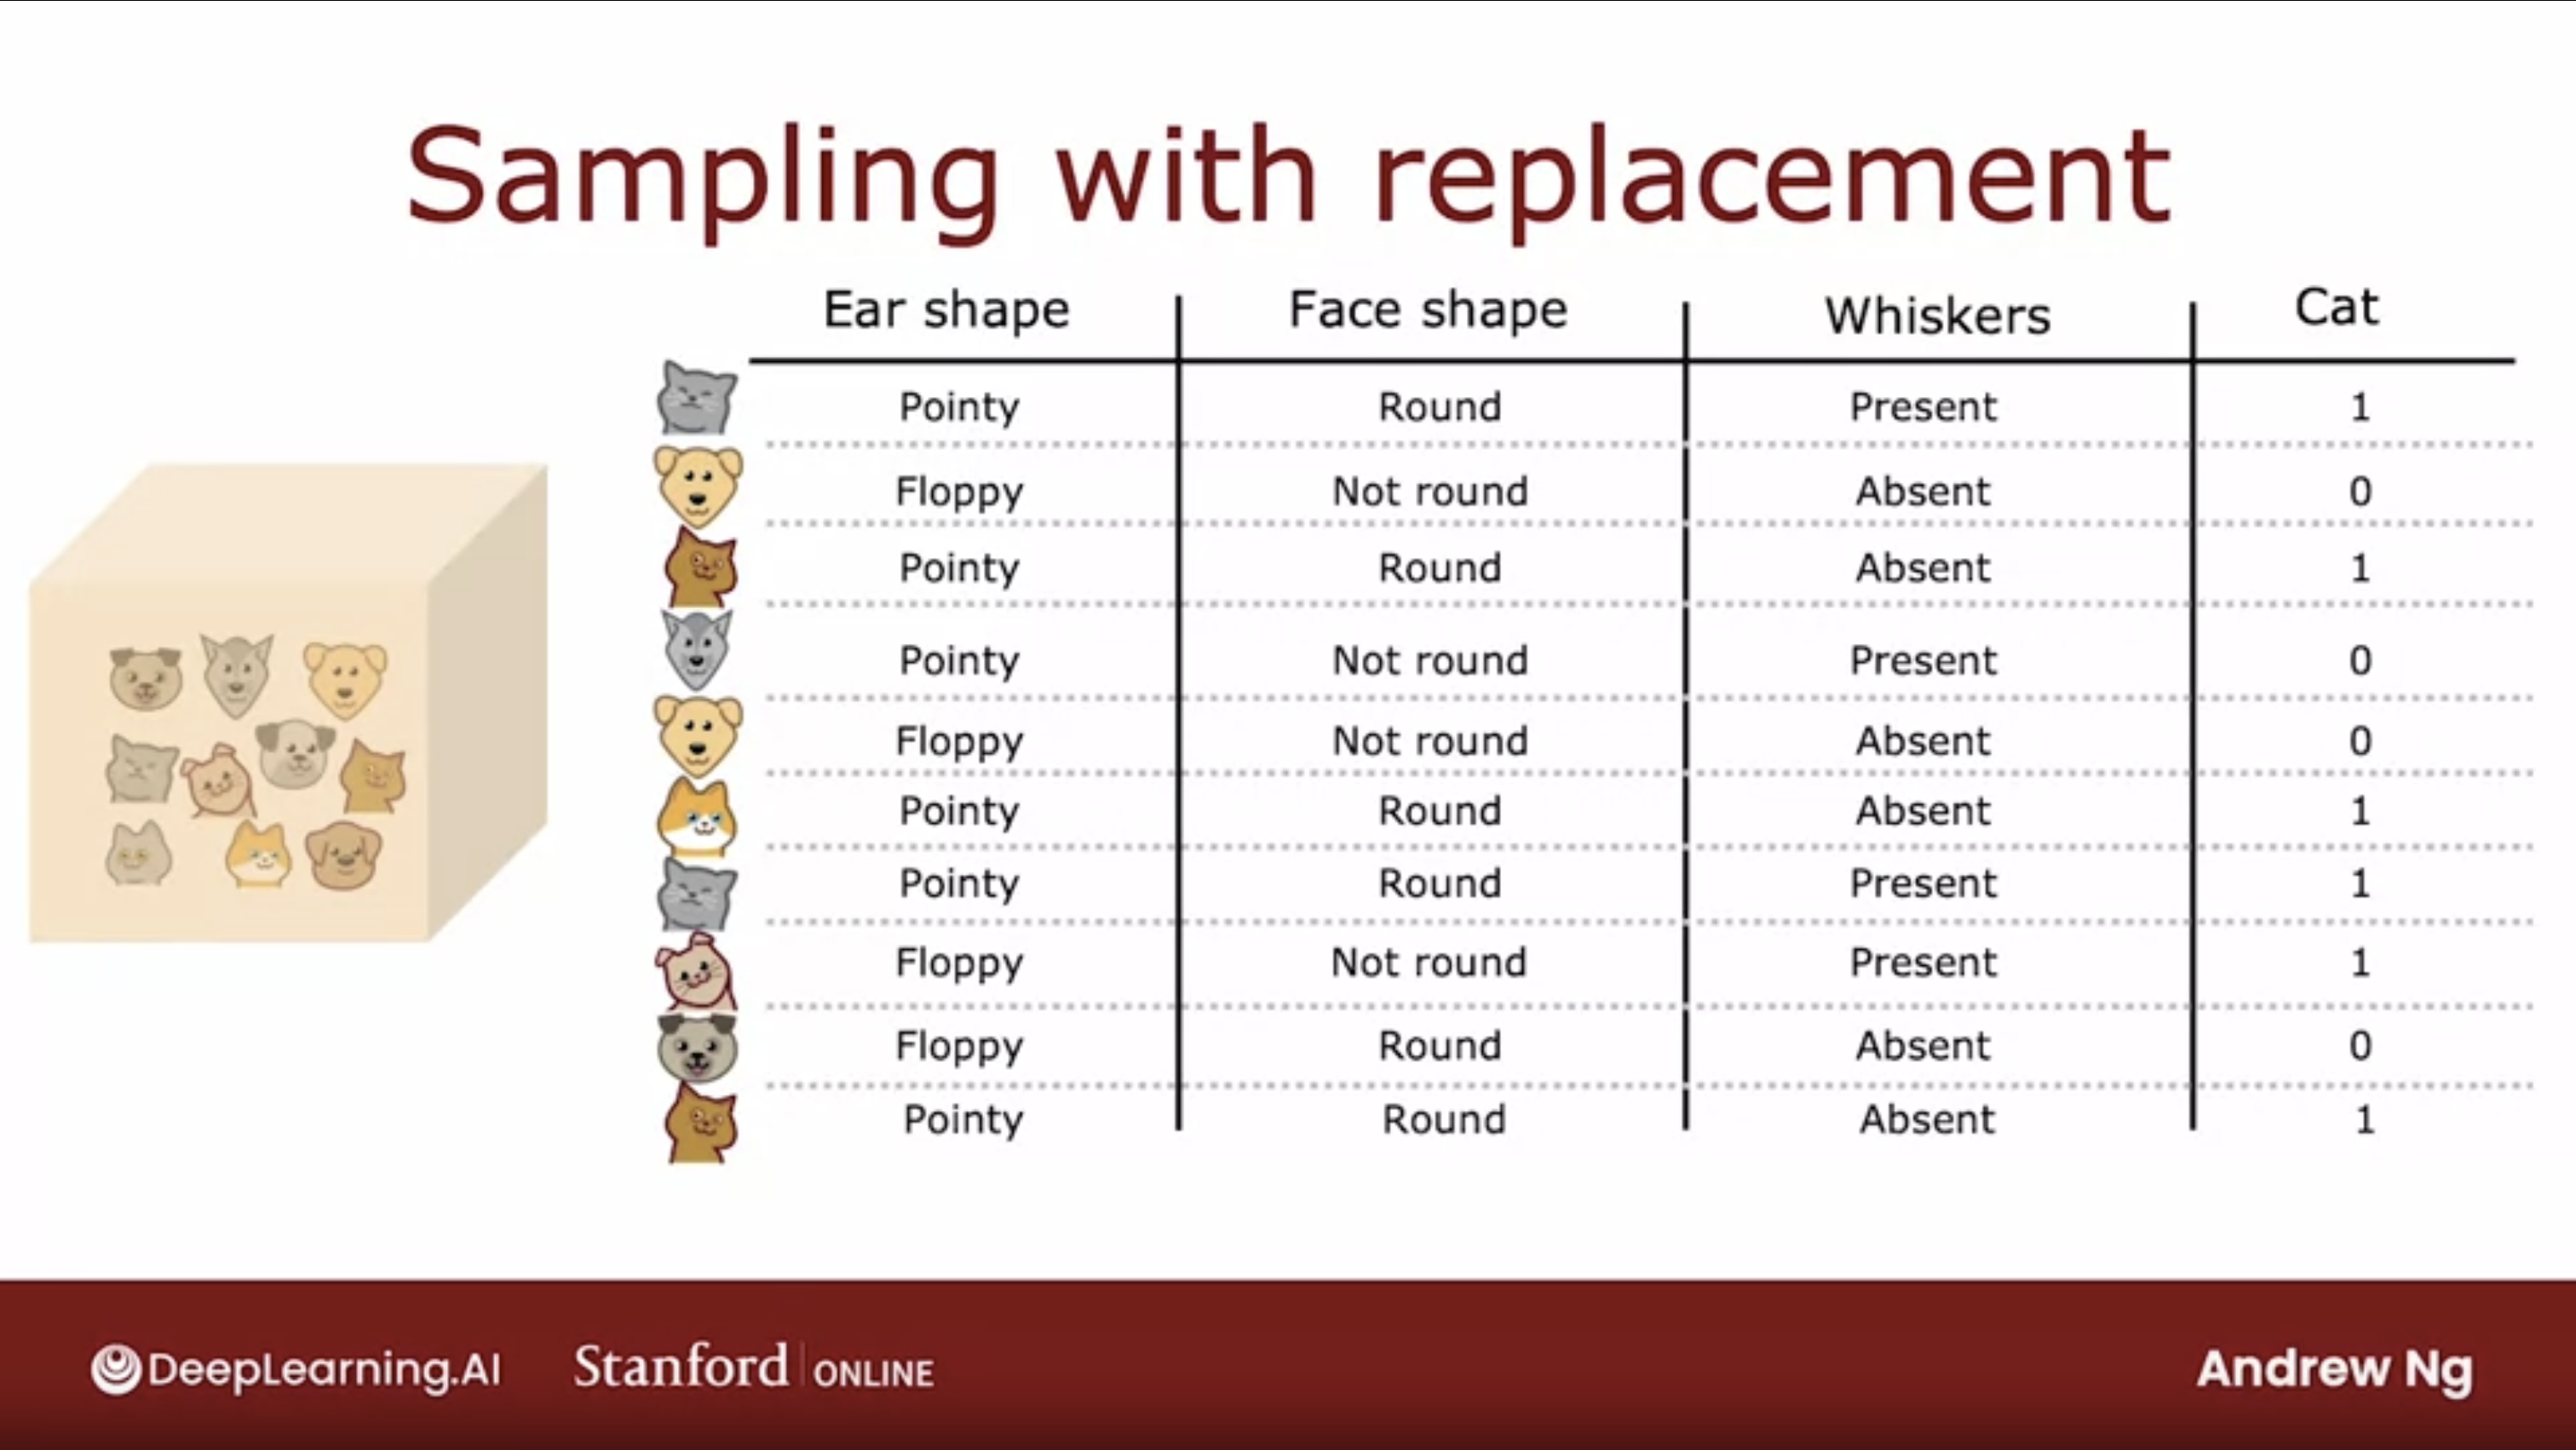 Sampling with replacement
Ear shape Face shape Whiskers Cat
Pointy Round Present 1
Floppy Not round Absent 0
Pointy Round Absent 1
Pointy Not round Present 0
Floppy Not round Absent 0
Pointy Round Absent 1
Pointy Round Present 1
Floppy Not round Present 1
Floppy Round Absent 0
Pointy Round Absent 1
DeepLearning.AI Stanford ONLINE Andrew Ng